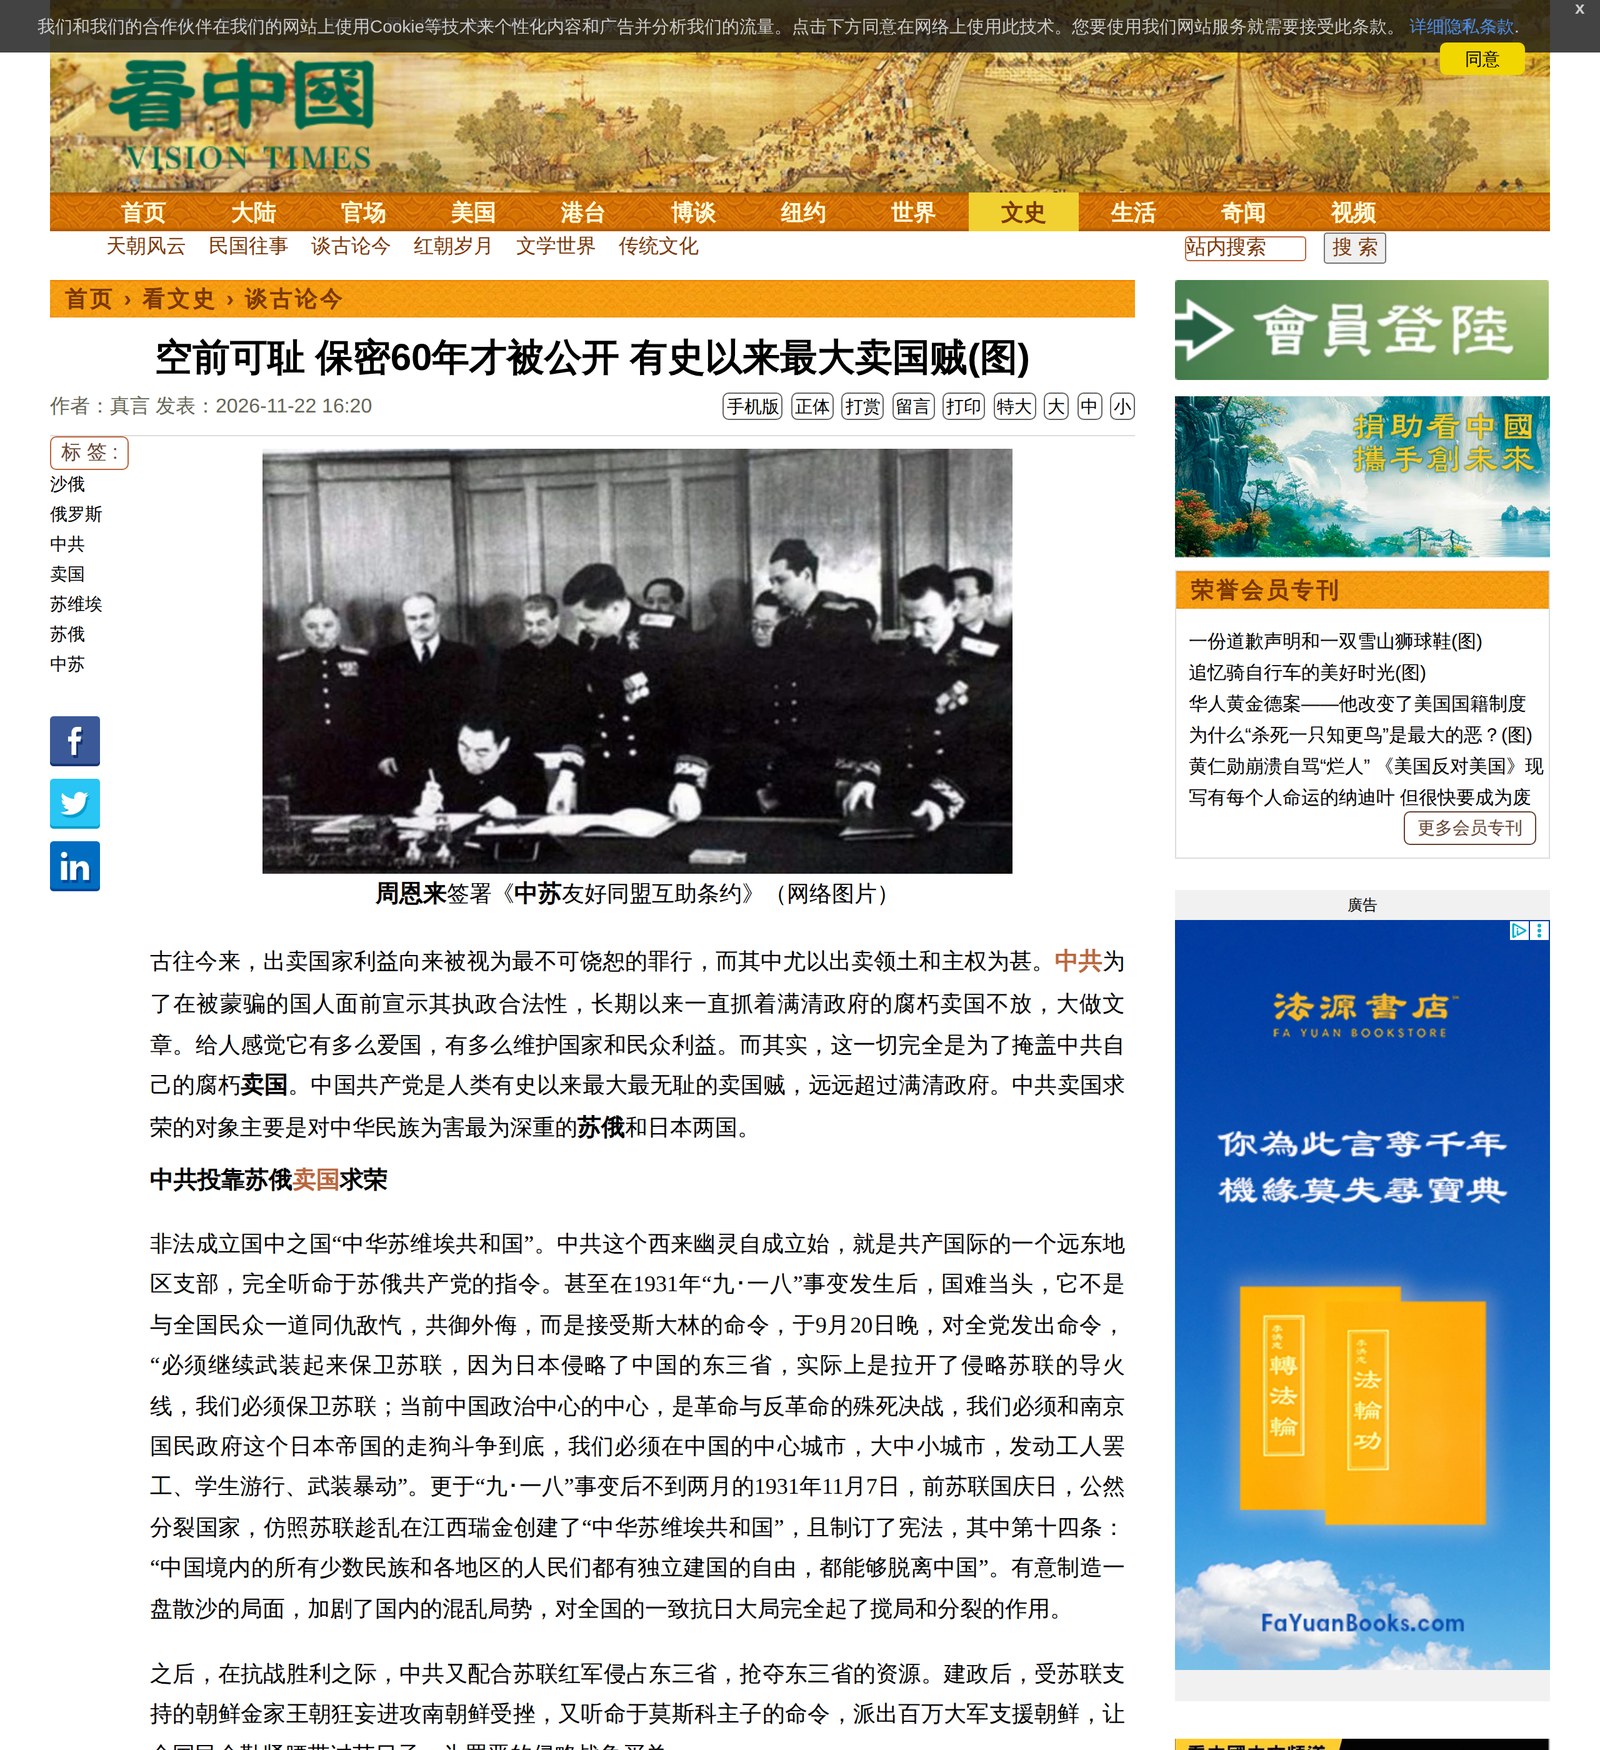 我们和我们的合作伙伴在我们的网站上使用Cookie等技术来个性化内容和广告并分析我们的流量。点击下方同意在网络上使用此技术。您要使用我们网站服务就需要接受此条款。 详细隐私条款.
x
同意
看中國
VISION TIMES
首页 大陆 官场 美国 港台 博谈 纽约 世界 文史 生活 奇闻 视频
天朝风云 民国往事 谈古论今 红朝岁月 文学世界 传统文化
站内搜索 搜 索
首页 › 看文史 › 谈古论今
空前可耻 保密60年才被公开 有史以来最大卖国贼(图)
作者：真言 发表：2026-11-22 16:20
手机版 正体 打赏 留言 打印 特大 大 中 小
标 签 :
沙俄
俄罗斯
中共
卖国
苏维埃
苏俄
中苏
周恩来签署《中苏友好同盟互助条约》（网络图片）
古往今来，出卖国家利益向来被视为最不可饶恕的罪行，而其中尤以出卖领土和主权为甚。中共为
了在被蒙骗的国人面前宣示其执政合法性，长期以来一直抓着满清政府的腐朽卖国不放，大做文
章。给人感觉它有多么爱国，有多么维护国家和民众利益。而其实，这一切完全是为了掩盖中共自
己的腐朽卖国。中国共产党是人类有史以来最大最无耻的卖国贼，远远超过满清政府。中共卖国求
荣的对象主要是对中华民族为害最为深重的苏俄和日本两国。
中共投靠苏俄卖国求荣
非法成立国中之国“中华苏维埃共和国”。中共这个西来幽灵自成立始，就是共产国际的一个远东地
区支部，完全听命于苏俄共产党的指令。甚至在1931年“九·一八”事变发生后，国难当头，它不是
与全国民众一道同仇敌忾，共御外侮，而是接受斯大林的命令，于9月20日晚，对全党发出命令，
“必须继续武装起来保卫苏联，因为日本侵略了中国的东三省，实际上是拉开了侵略苏联的导火
线，我们必须保卫苏联；当前中国政治中心的中心，是革命与反革命的殊死决战，我们必须和南京
国民政府这个日本帝国的走狗斗争到底，我们必须在中国的中心城市，大中小城市，发动工人罢
工、学生游行、武装暴动”。更于“九·一八”事变后不到两月的1931年11月7日，前苏联国庆日，公然
分裂国家，仿照苏联趁乱在江西瑞金创建了“中华苏维埃共和国”，且制订了宪法，其中第十四条：
“中国境内的所有少数民族和各地区的人民们都有独立建国的自由，都能够脱离中国”。有意制造一
盘散沙的局面，加剧了国内的混乱局势，对全国的一致抗日大局完全起了搅局和分裂的作用。
之后，在抗战胜利之际，中共又配合苏联红军侵占东三省，抢夺东三省的资源。建政后，受苏联支
持的朝鲜金家王朝狂妄进攻南朝鲜受挫，又听命于莫斯科主子的命令，派出百万大军支援朝鲜，让
會員登陸
捐助看中國
攜手創未來
荣誉会员专刊
一份道歉声明和一双雪山狮球鞋(图)
追忆骑自行车的美好时光(图)
华人黄金德案——他改变了美国国籍制度
为什么“杀死一只知更鸟”是最大的恶？(图)
黄仁勋崩溃自骂“烂人” 《美国反对美国》现
写有每个人命运的纳迪叶 但很快要成为废
更多会员专刊
廣告
法源書店
FA YUAN BOOKSTORE
你為此言等千年
機緣莫失尋寶典
李洪志
轉法輪
李洪志
法輪功
FaYuanBooks.com